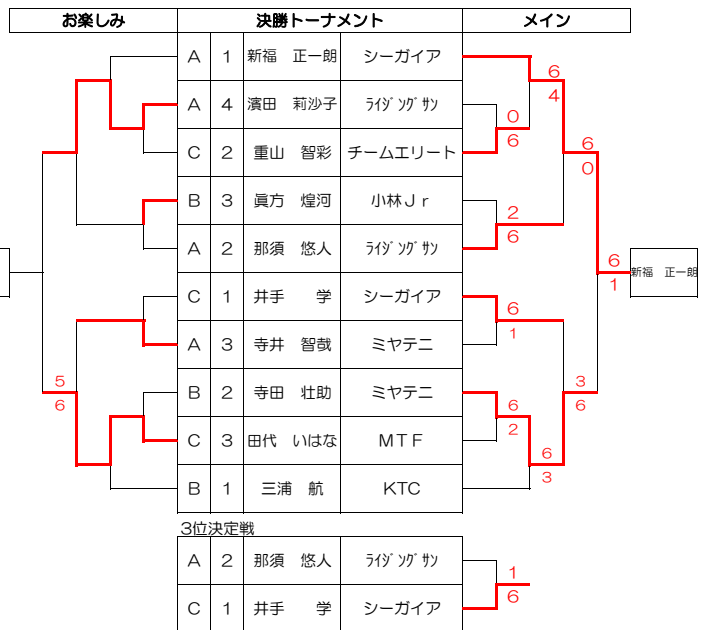 お楽しみ 決勝トーナメント メイン
A 1 新福　正一朗 シーガイア
6
4
A 4 濱田　莉沙子 ﾗｲｼﾞﾝｸﾞｻﾝ
0
6
C 2 重山　智彩 チームエリート
6
0
B 3 眞方　煌河 小林Ｊｒ
2
6
A 2 那須　悠人 ﾗｲｼﾞﾝｸﾞｻﾝ
6
1
新福　正一朗
C 1 井手　　学 シーガイア
6
1
A 3 寺井　智哉 ミヤテニ
5
6
B 2 寺田　壮助 ミヤテニ
3
6
6
2
C 3 田代　いはな ＭＴＦ
6
3
B 1 三浦　航 KTC
3位決定戦
A 2 那須　悠人 ﾗｲｼﾞﾝｸﾞｻﾝ
1
6
C 1 井手　　学 シーガイア